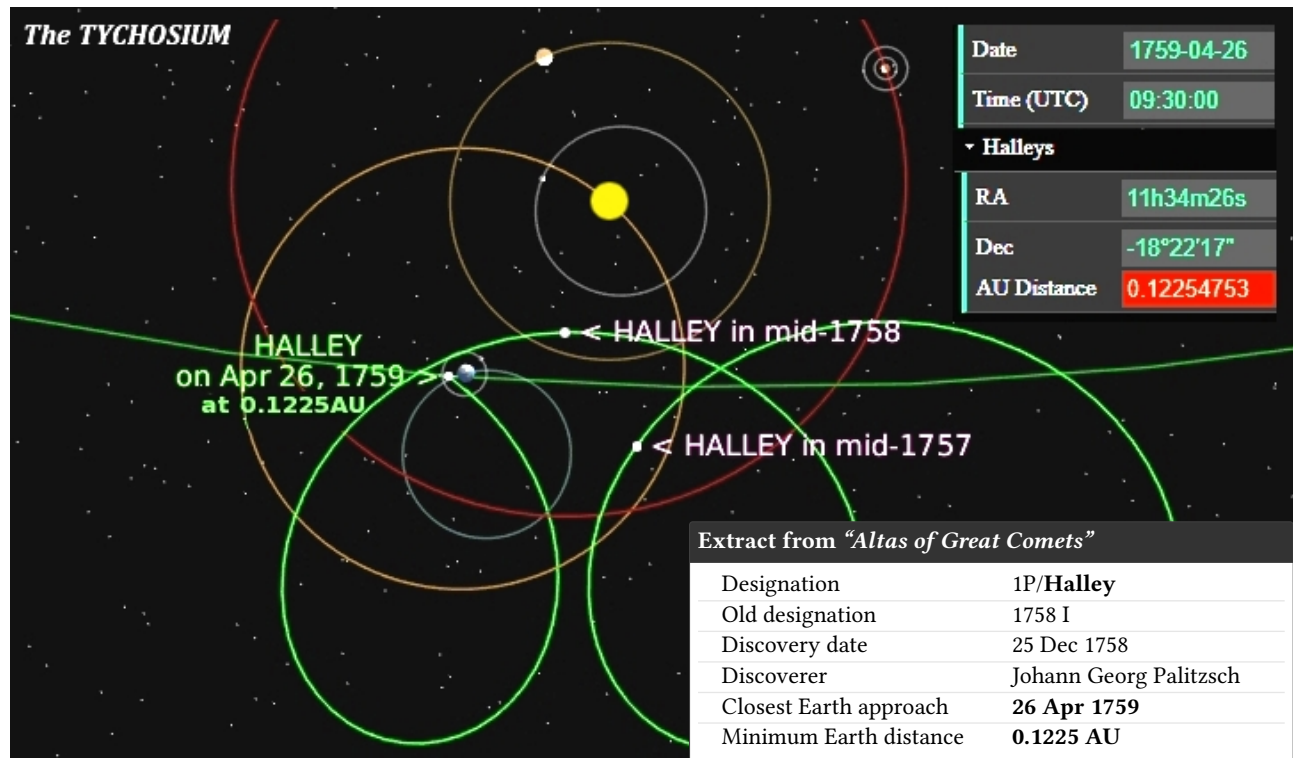 The TYCHOSIUM
Date 1759-04-26
Time (UTC) 09:30:00
Halleys
RA 11h34m26s
Dec -18°22'17"
AU Distance 0.12254753
< HALLEY in mid-1758
HALLEY
on Apr 26, 1759 >
at 0.1225AU
< HALLEY in mid-1757
Extract from “Altas of Great Comets”
Designation 1P/Halley
Old designation 1758 I
Discovery date 25 Dec 1758
Discoverer Johann Georg Palitzsch
Closest Earth approach 26 Apr 1759
Minimum Earth distance 0.1225 AU